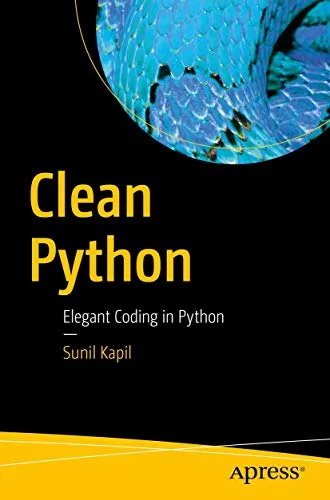 Clean
Python
Elegant Coding in Python
—
Sunil Kapil
Apress®